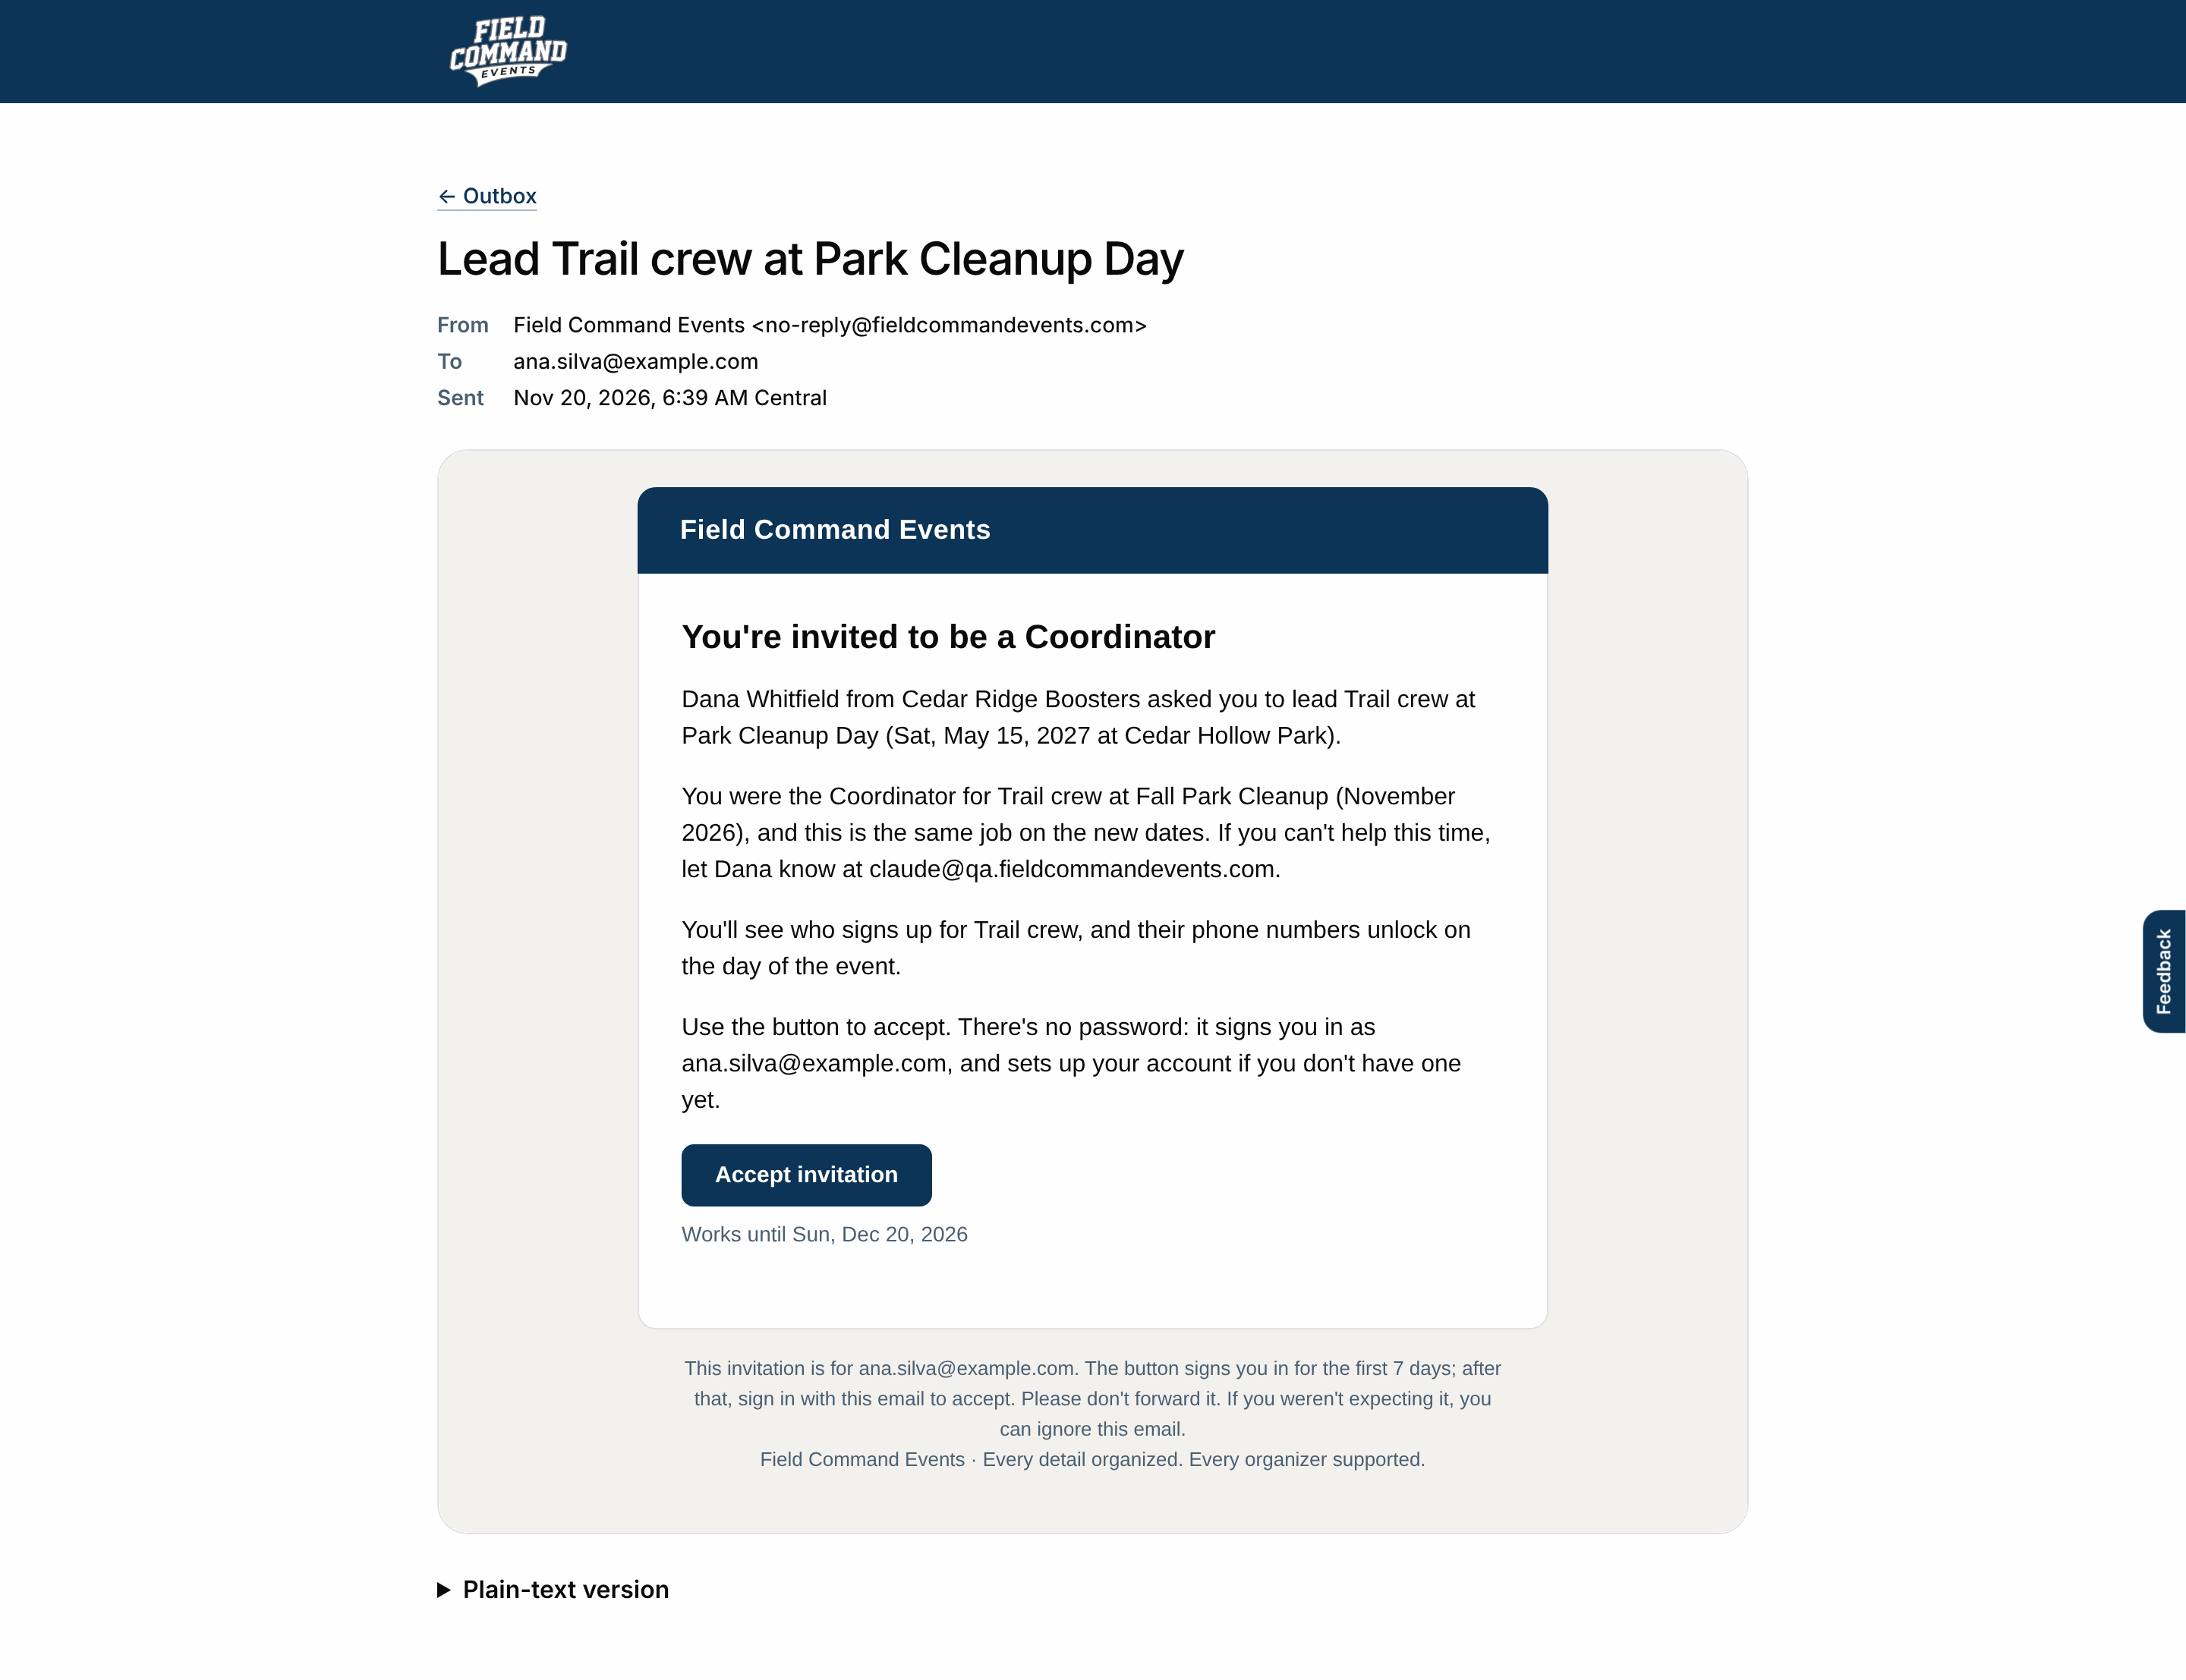 FIELD
COMMAND
EVENTS
← Outbox
Lead Trail crew at Park Cleanup Day
From Field Command Events <no-reply@fieldcommandevents.com>
To ana.silva@example.com
Sent Nov 20, 2026, 6:39 AM Central
Field Command Events
You're invited to be a Coordinator
Dana Whitfield from Cedar Ridge Boosters asked you to lead Trail crew at
Park Cleanup Day (Sat, May 15, 2027 at Cedar Hollow Park).
You were the Coordinator for Trail crew at Fall Park Cleanup (November
2026), and this is the same job on the new dates. If you can't help this time,
let Dana know at claude@qa.fieldcommandevents.com.
You'll see who signs up for Trail crew, and their phone numbers unlock on
the day of the event.
Use the button to accept. There's no password: it signs you in as
ana.silva@example.com, and sets up your account if you don't have one
yet.
Accept invitation
Works until Sun, Dec 20, 2026
This invitation is for ana.silva@example.com. The button signs you in for the first 7 days; after
that, sign in with this email to accept. Please don't forward it. If you weren't expecting it, you
can ignore this email.
Field Command Events · Every detail organized. Every organizer supported.
Plain-text version
Feedback